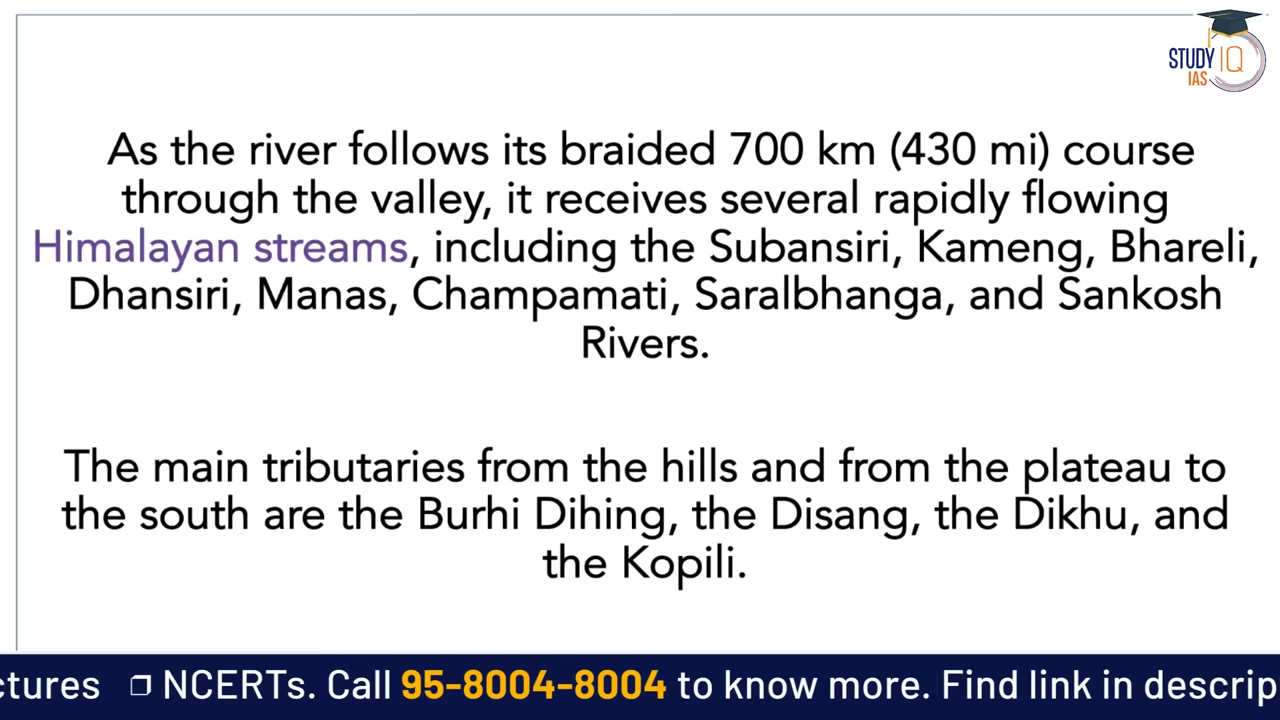 STUDY IQ
IAS
As the river follows its braided 700 km (430 mi) course
through the valley, it receives several rapidly flowing
Himalayan streams, including the Subansiri, Kameng, Bhareli,
Dhansiri, Manas, Champamati, Saralbhanga, and Sankosh
Rivers.
The main tributaries from the hills and from the plateau to
the south are the Burhi Dihing, the Disang, the Dikhu, and
the Kopili.
ctures ❐ NCERTs. Call 95-8004-8004 to know more. Find link in descrip